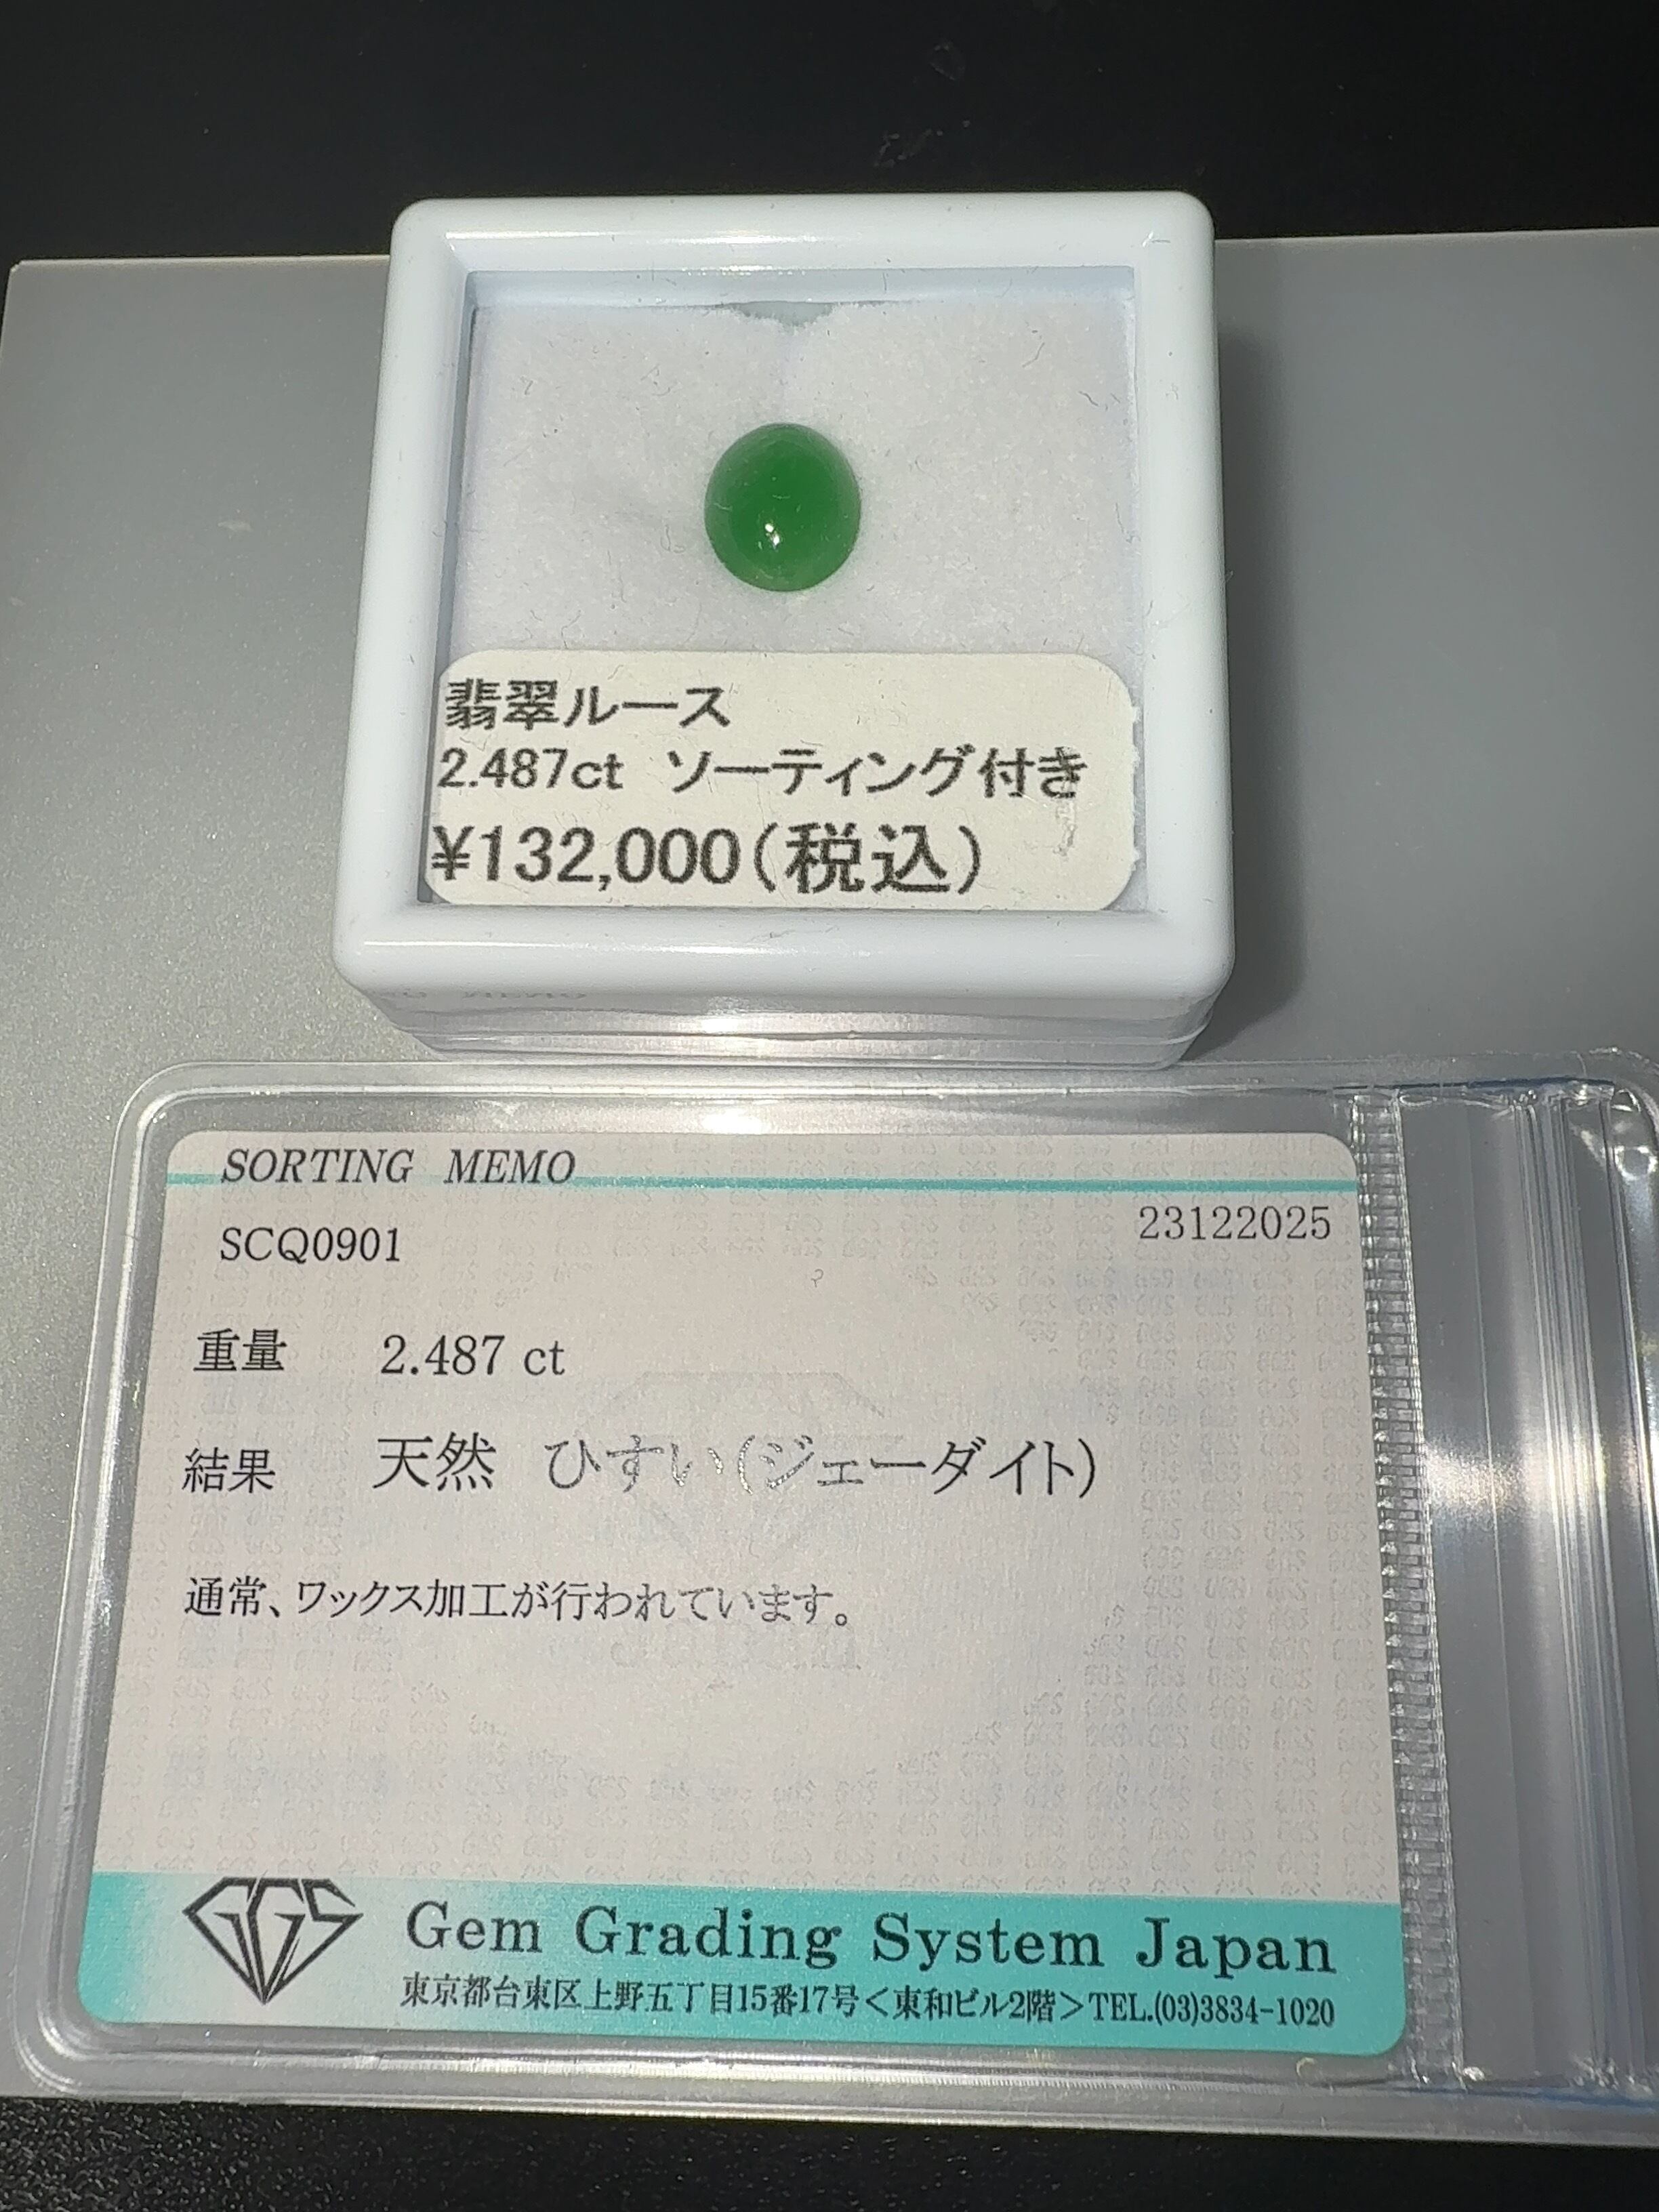 翡翠ルース
2.487ct ソーティング付き
¥132,000(税込)
SORTING MEMO
SCQ0901
23122025
重量 2.487 ct
結果 天然 ひすい(ジェーダイト)
通常、ワックス加工が行われています。
GGS
Gem Grading System Japan
東京都台東区上野五丁目15番17号<東和ビル2階>TEL.(03)3834-1020